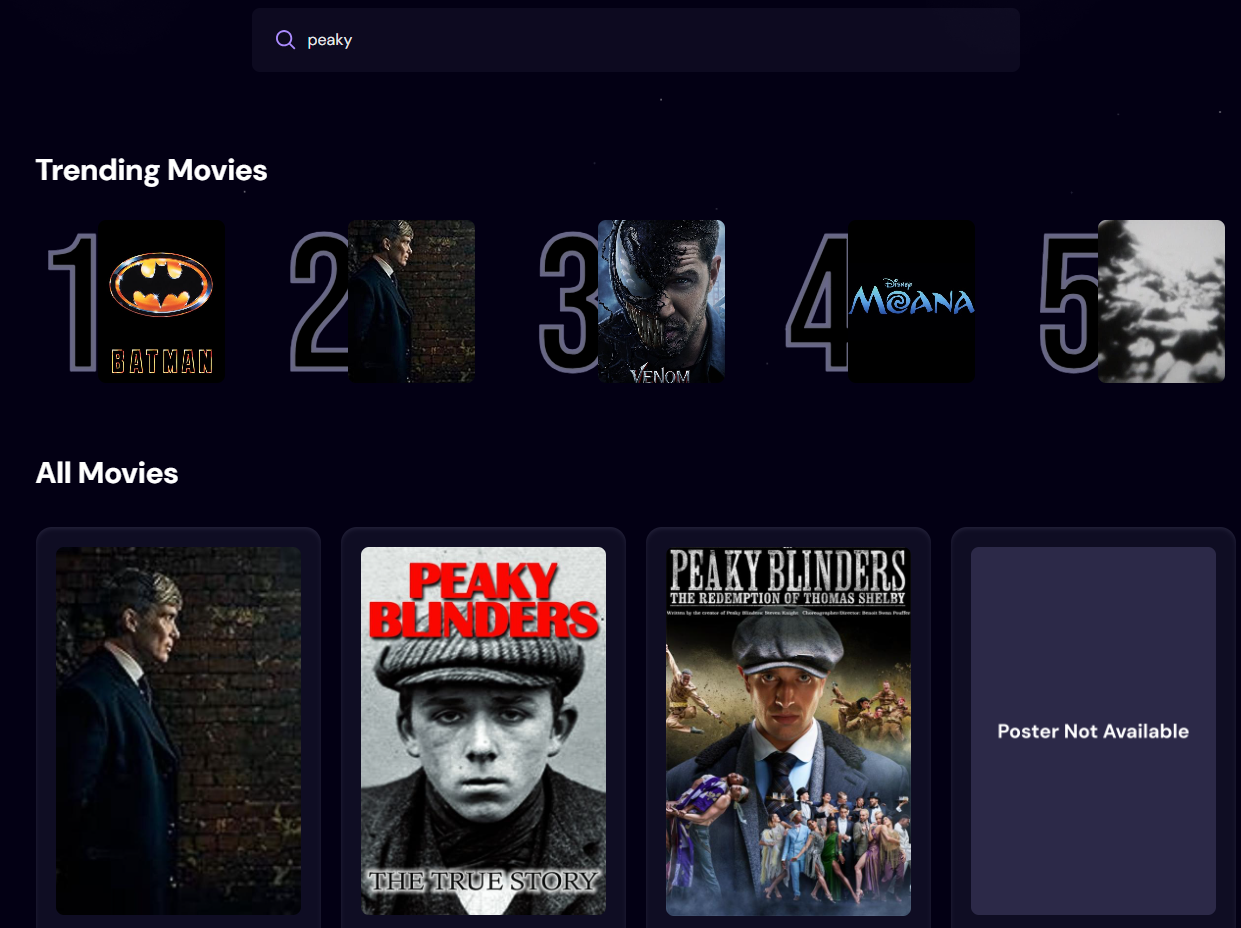 peaky
Trending Movies
1
BATMAN
2
3
VENOM
4
Disney
MOANA
5
All Movies
PEAKY
BLINDERS
THE TRUE STORY
PEAKY BLINDERS
THE REDEMPTION OF THOMAS SHELBY
Written by the creator of Peaky Blinders Steven Knight Choreographer/Director Benoit Swan Pouffer
Poster Not Available